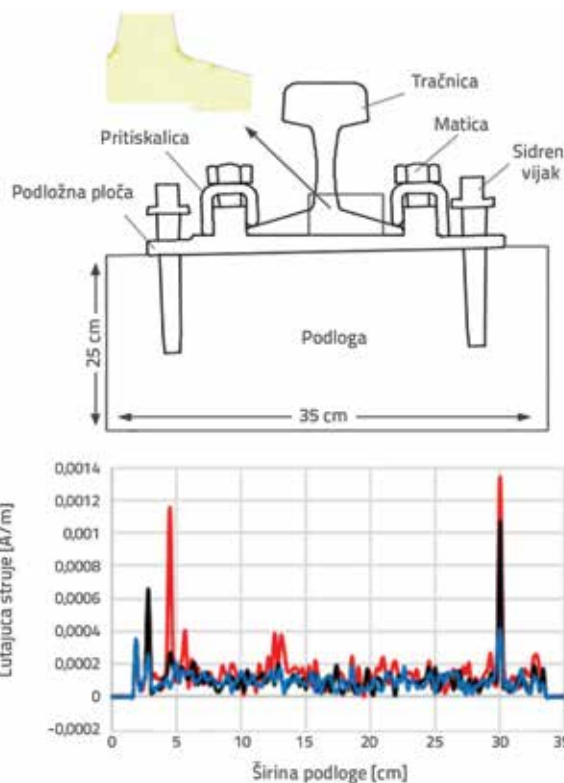 Tračnica
Matica
Pritiskalica
Sidreni
vijak
Podložna ploča
Podloga
25 cm
35 cm
Lutajuća struje [A/m]
0,0014
0,0012
0,001
0,0008
0,0006
0,0004
0,0002
0
-0,0002
0 5 10 15 20 25 30 35
Širina podloge [cm]